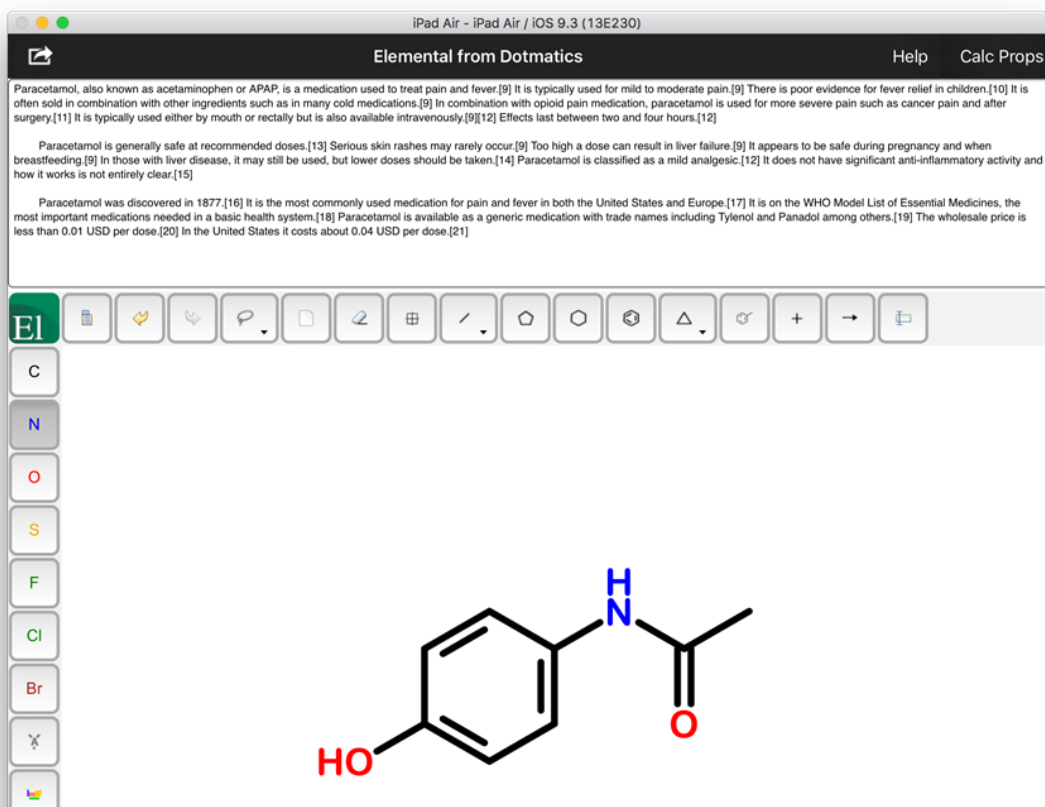 iPad Air - iPad Air / iOS 9.3 (13E230)
Elemental from Dotmatics
Help
Calc Props
Paracetamol, also known as acetaminophen or APAP, is a medication used to treat pain and fever.[9] It is typically used for mild to moderate pain.[9] There is poor evidence for fever relief in children.[10] It is
often sold in combination with other ingredients such as in many cold medications.[9] In combination with opioid pain medication, paracetamol is used for more severe pain such as cancer pain and after
surgery.[11] It is typically used either by mouth or rectally but is also available intravenously.[9][12] Effects last between two and four hours.[12]
Paracetamol is generally safe at recommended doses.[13] Serious skin rashes may rarely occur.[9] Too high a dose can result in liver failure.[9] It appears to be safe during pregnancy and when
breastfeeding.[9] In those with liver disease, it may still be used, but lower doses should be taken.[14] Paracetamol is classified as a mild analgesic.[12] It does not have significant anti-inflammatory activity and
how it works is not entirely clear.[15]
Paracetamol was discovered in 1877.[16] It is the most commonly used medication for pain and fever in both the United States and Europe.[17] It is on the WHO Model List of Essential Medicines, the
most important medications needed in a basic health system.[18] Paracetamol is available as a generic medication with trade names including Tylenol and Panadol among others.[19] The wholesale price is
less than 0.01 USD per dose.[20] In the United States it costs about 0.04 USD per dose.[21]
El
C
N
O
S
F
Cl
Br
A
H
N
O
HO